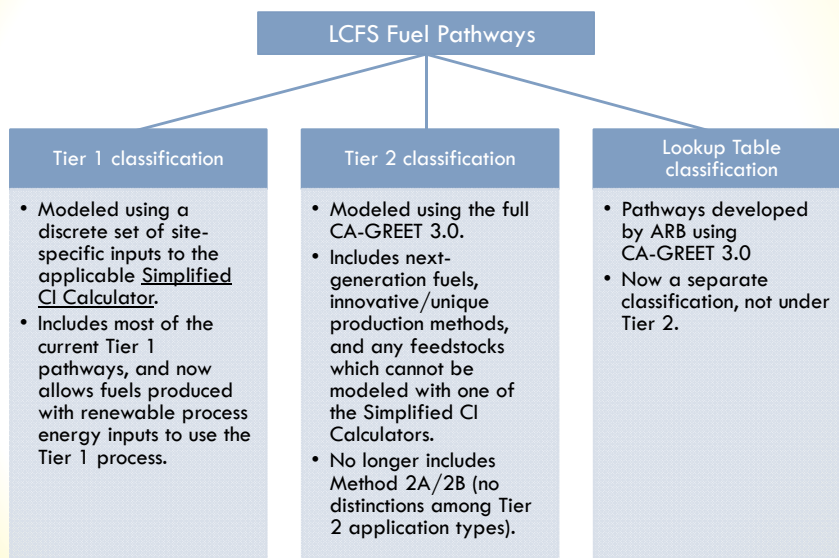 LCFS Fuel Pathways
Tier 1 classification
• Modeled using a
discrete set of site-
specific inputs to the
applicable Simplified
CI Calculator.
• Includes most of the
current Tier 1
pathways, and now
allows fuels produced
with renewable process
energy inputs to use the
Tier 1 process.
Tier 2 classification
• Modeled using the full
CA-GREET 3.0.
• Includes next-
generation fuels,
innovative/unique
production methods,
and any feedstocks
which cannot be
modeled with one of
the Simplified CI
Calculators.
• No longer includes
Method 2A/2B (no
distinctions among Tier
2 application types).
Lookup Table
classification
• Pathways developed
by ARB using
CA-GREET 3.0
• Now a separate
classification, not under
Tier 2.